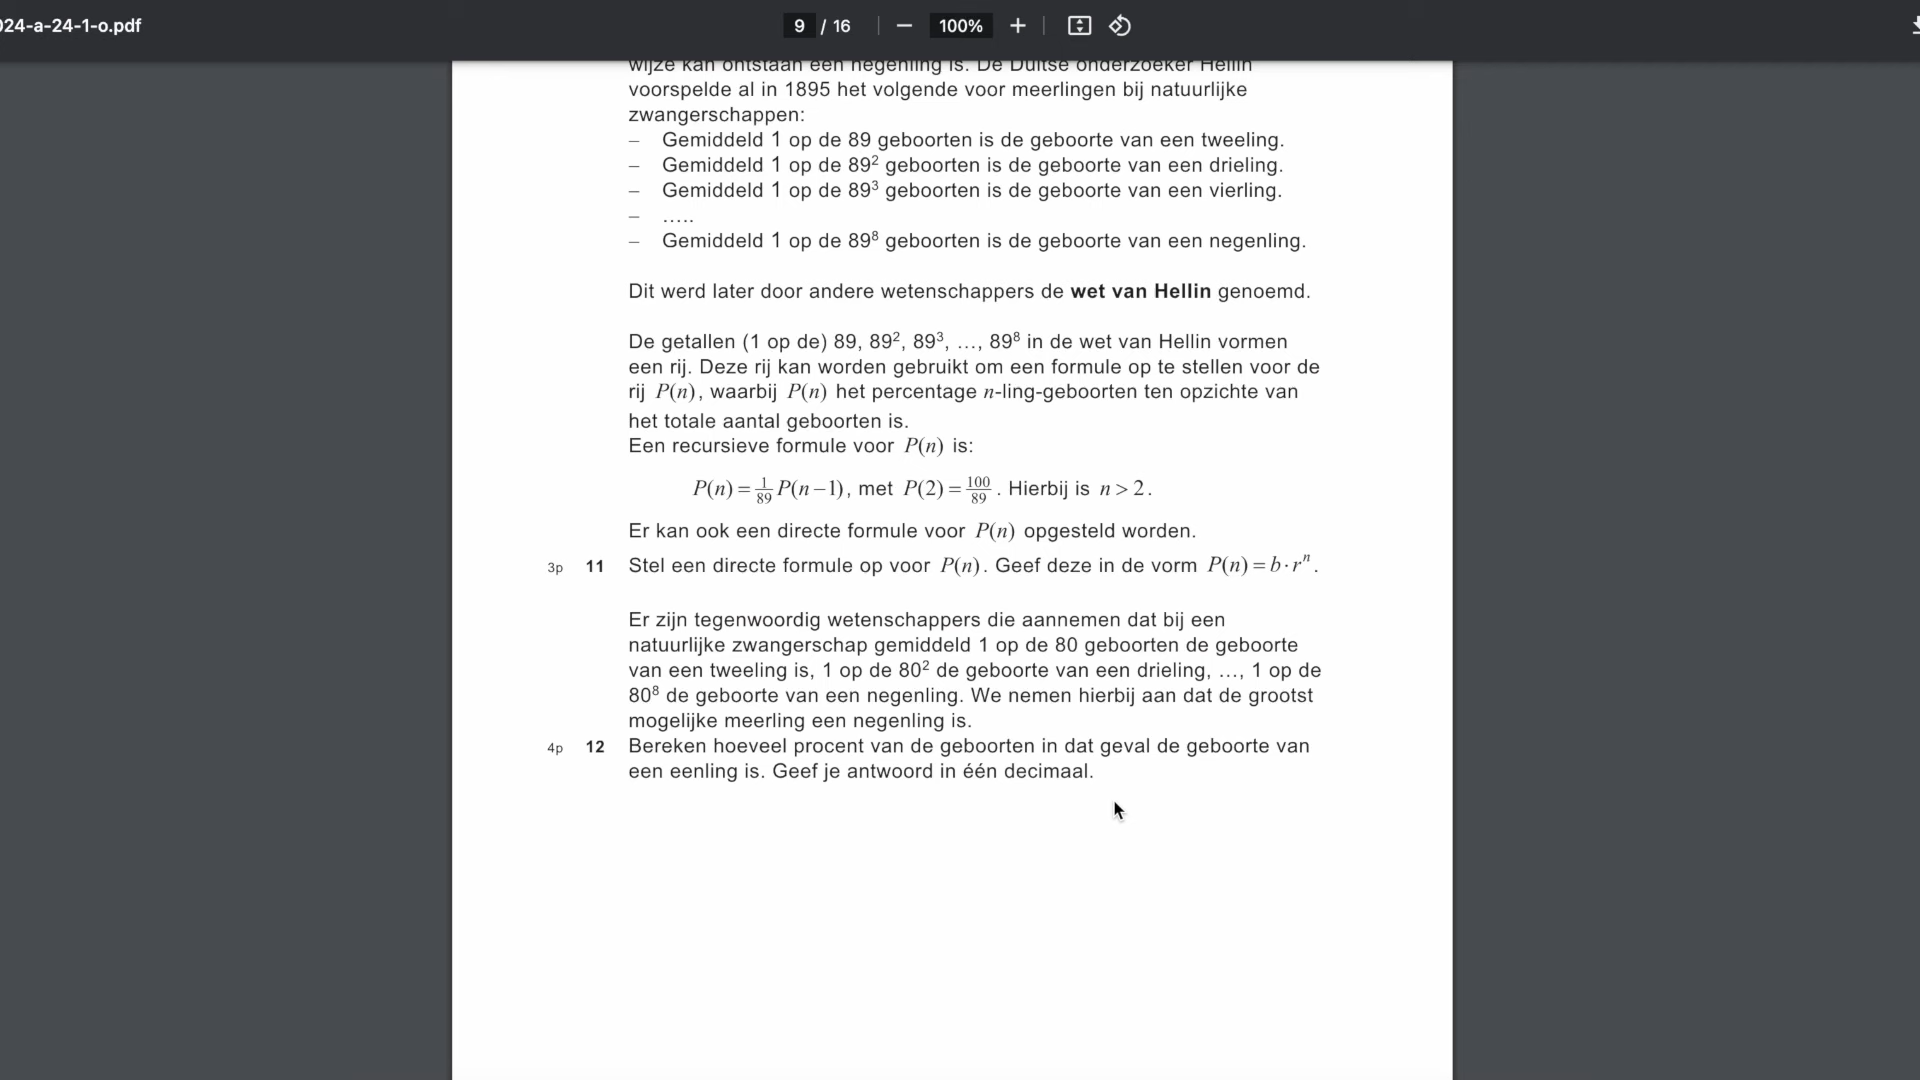 024-a-24-1-o.pdf
9 / 16
100%
wijze kan ontstaan een negenling is. De Duitse onderzoeker Hellin
voorspelde al in 1895 het volgende voor meerlingen bij natuurlijke
zwangerschappen:
– Gemiddeld 1 op de 89 geboorten is de geboorte van een tweeling.
– Gemiddeld 1 op de 89² geboorten is de geboorte van een drieling.
– Gemiddeld 1 op de 89³ geboorten is de geboorte van een vierling.
– .....
– Gemiddeld 1 op de 89⁸ geboorten is de geboorte van een negenling.
Dit werd later door andere wetenschappers de wet van Hellin genoemd.
De getallen (1 op de) 89, 89², 89³, ..., 89⁸ in de wet van Hellin vormen
een rij. Deze rij kan worden gebruikt om een formule op te stellen voor de
rij P(n), waarbij P(n) het percentage n-ling-geboorten ten opzichte van
het totale aantal geboorten is.
Een recursieve formule voor P(n) is:
P(n) = 1/89 P(n−1), met P(2) = 100/89. Hierbij is n > 2.
Er kan ook een directe formule voor P(n) opgesteld worden.
3p 11 Stel een directe formule op voor P(n). Geef deze in de vorm P(n) = b·rⁿ.
Er zijn tegenwoordig wetenschappers die aannemen dat bij een
natuurlijke zwangerschap gemiddeld 1 op de 80 geboorten de geboorte
van een tweeling is, 1 op de 80² de geboorte van een drieling, ..., 1 op de
80⁸ de geboorte van een negenling. We nemen hierbij aan dat de grootst
mogelijke meerling een negenling is.
4p 12 Bereken hoeveel procent van de geboorten in dat geval de geboorte van
een eenling is. Geef je antwoord in één decimaal.